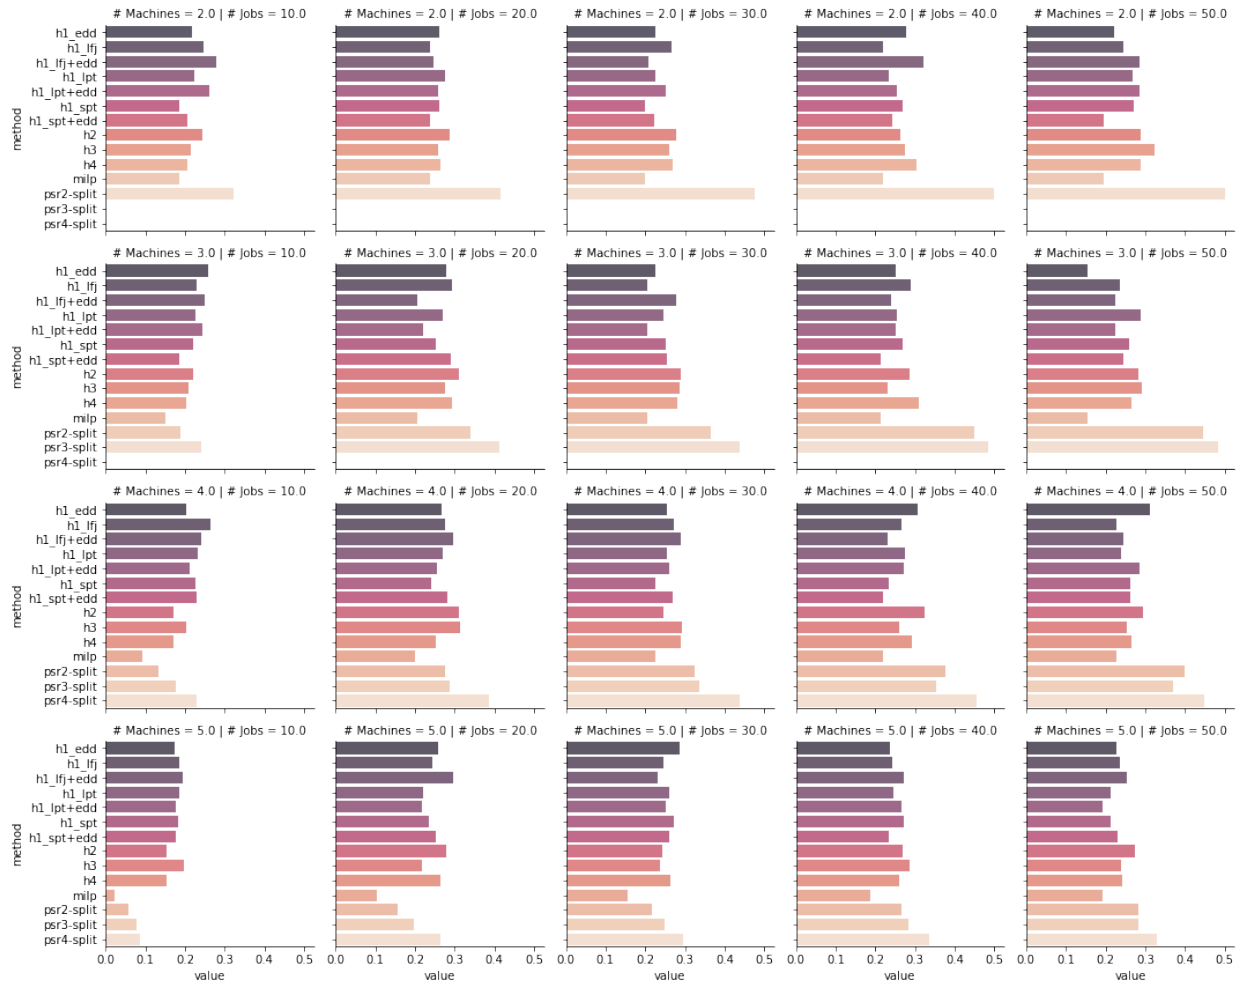 # Machines = 2.0 | # Jobs = 10.0
# Machines = 2.0 | # Jobs = 20.0
# Machines = 2.0 | # Jobs = 30.0
# Machines = 2.0 | # Jobs = 40.0
# Machines = 2.0 | # Jobs = 50.0
method
h1_edd
h1_lfj
h1_lfj+edd
h1_lpt
h1_lpt+edd
h1_spt
h1_spt+edd
h2
h3
h4
milp
psr2-split
psr3-split
psr4-split
# Machines = 3.0 | # Jobs = 10.0
# Machines = 3.0 | # Jobs = 20.0
# Machines = 3.0 | # Jobs = 30.0
# Machines = 3.0 | # Jobs = 40.0
# Machines = 3.0 | # Jobs = 50.0
method
h1_edd
h1_lfj
h1_lfj+edd
h1_lpt
h1_lpt+edd
h1_spt
h1_spt+edd
h2
h3
h4
milp
psr2-split
psr3-split
psr4-split
# Machines = 4.0 | # Jobs = 10.0
# Machines = 4.0 | # Jobs = 20.0
# Machines = 4.0 | # Jobs = 30.0
# Machines = 4.0 | # Jobs = 40.0
# Machines = 4.0 | # Jobs = 50.0
method
h1_edd
h1_lfj
h1_lfj+edd
h1_lpt
h1_lpt+edd
h1_spt
h1_spt+edd
h2
h3
h4
milp
psr2-split
psr3-split
psr4-split
# Machines = 5.0 | # Jobs = 10.0
# Machines = 5.0 | # Jobs = 20.0
# Machines = 5.0 | # Jobs = 30.0
# Machines = 5.0 | # Jobs = 40.0
# Machines = 5.0 | # Jobs = 50.0
method
h1_edd
h1_lfj
h1_lfj+edd
h1_lpt
h1_lpt+edd
h1_spt
h1_spt+edd
h2
h3
h4
milp
psr2-split
psr3-split
psr4-split
0.0 0.1 0.2 0.3 0.4 0.5
0.0 0.1 0.2 0.3 0.4 0.5
0.0 0.1 0.2 0.3 0.4 0.5
0.0 0.1 0.2 0.3 0.4 0.5
0.0 0.1 0.2 0.3 0.4 0.5
value
value
value
value
value